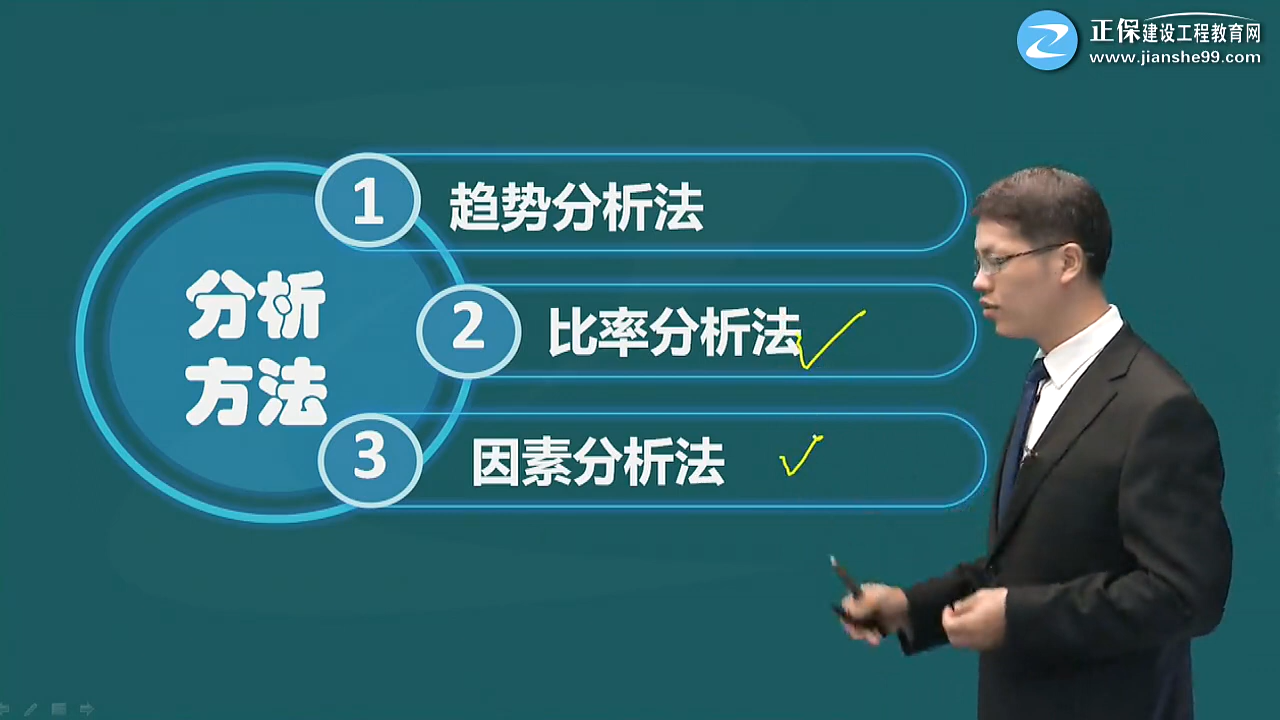 正保建设工程教育网
www.jianshe99.com
分析
方法
1 趋势分析法
2 比率分析法
3 因素分析法